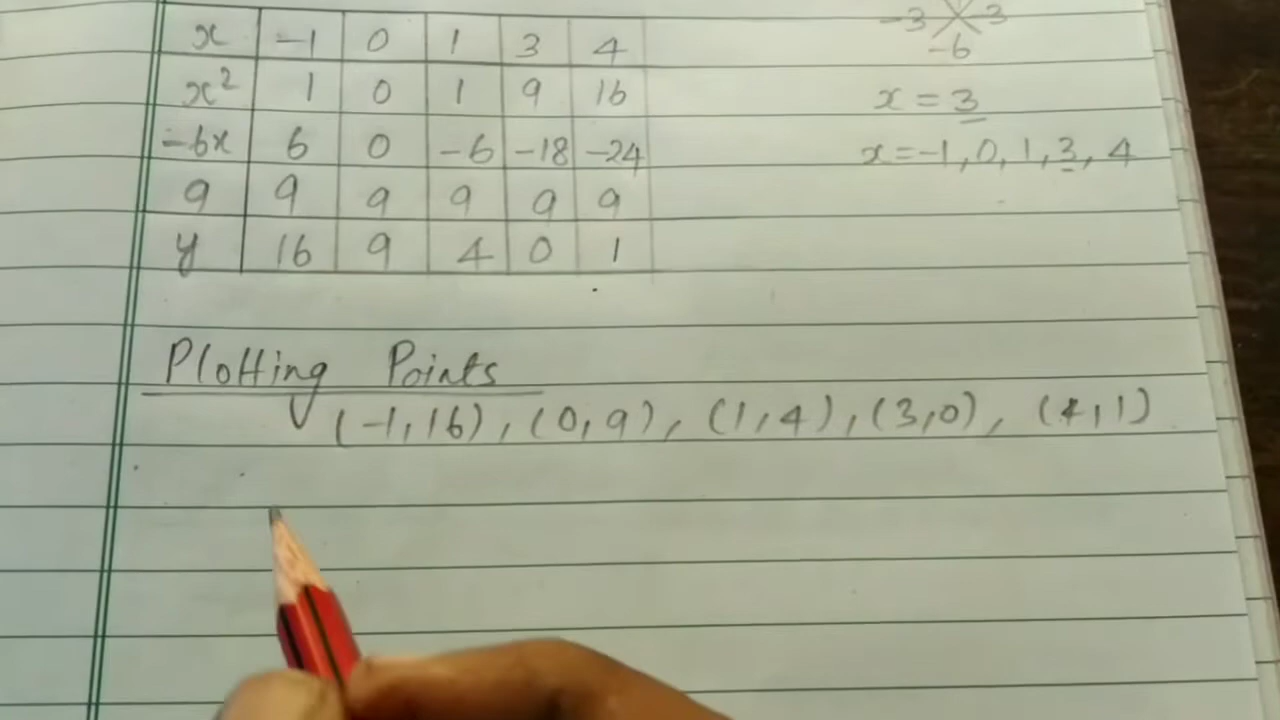 x -1 0 1 3 4
x² 1 0 1 9 16
-6x 6 0 -6 -18 -24
9 9 9 9 9 9
y 16 9 4 0 1
-3 -3
-6
x = 3
x = -1, 0, 1, 3, 4
Plotting Points
(-1,16), (0,9), (1,4), (3,0), (4,1)